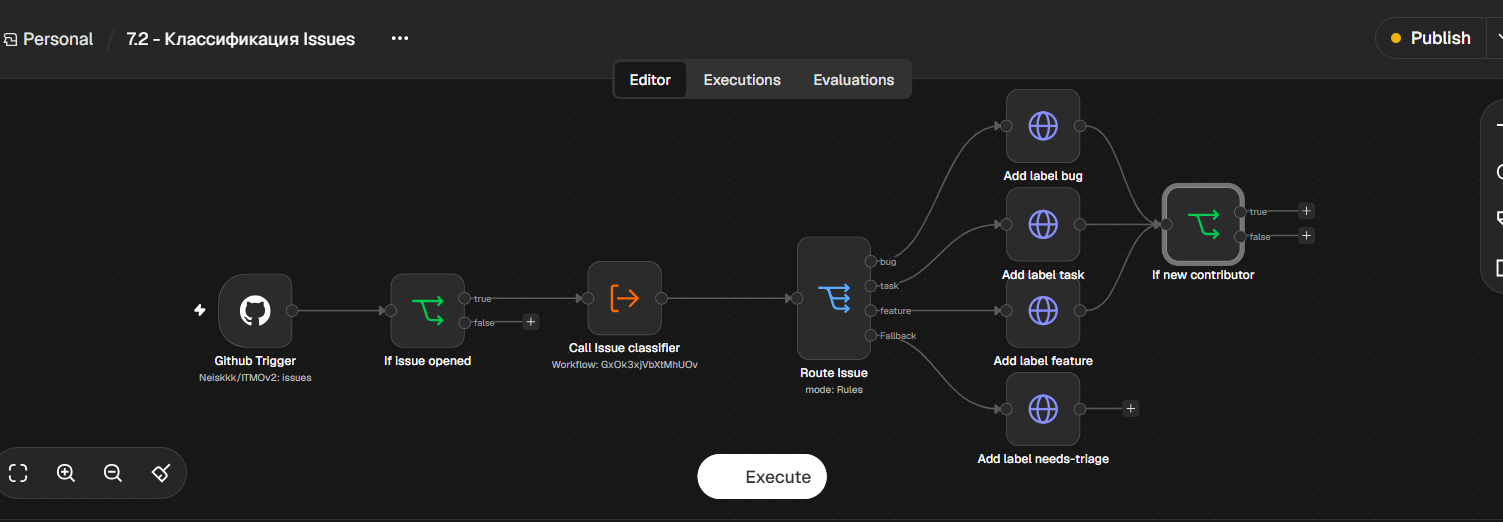 Personal / 7.2 - Классификация Issues ...
Publish
Editor Executions Evaluations
Add label bug
true
false
If new contributor
Add label task
bug
task
feature
Fallback
Route Issue
mode: Rules
true
false
Github Trigger
Neiskkk/ITMOv2: issues
If issue opened
Call Issue classifier
Workflow: GxOk3xjVbXtMhUOv
Add label feature
Add label needs-triage
Execute